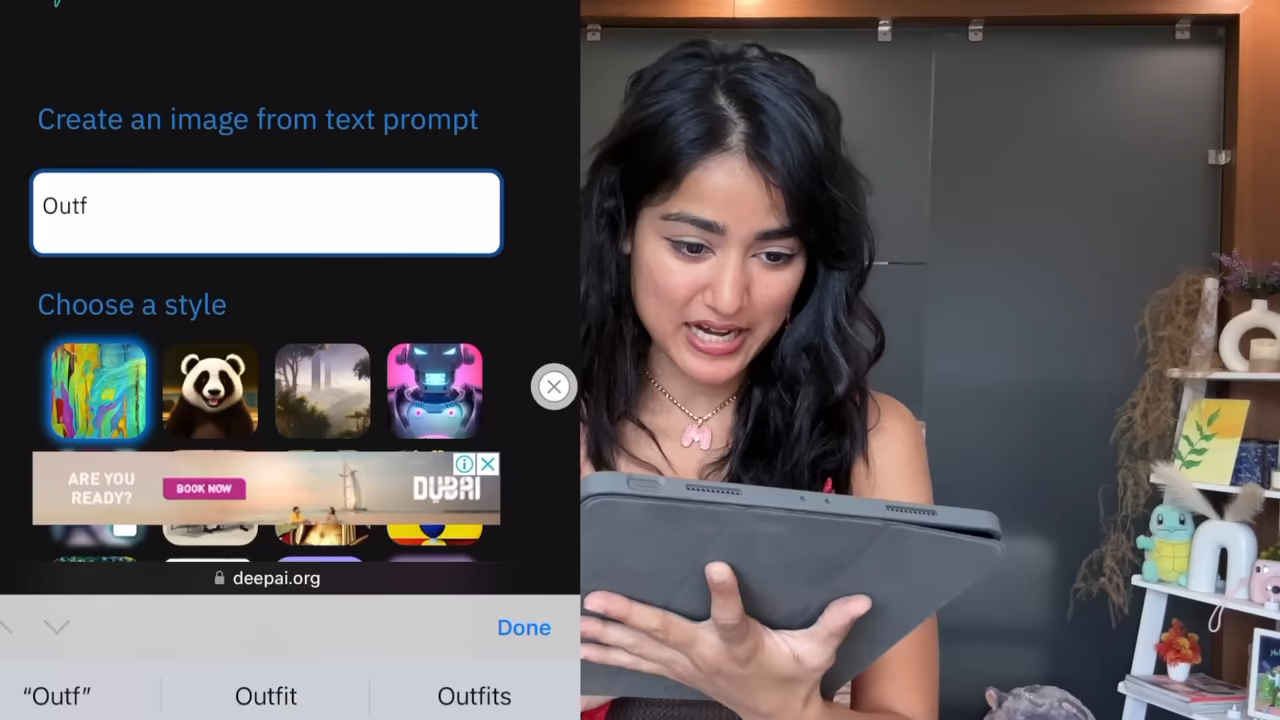 Create an image from text prompt
Outf
Choose a style
ARE YOU
READY?
BOOK NOW
DUBAI
deepai.org
Done
“Outf”
Outfit
Outfits